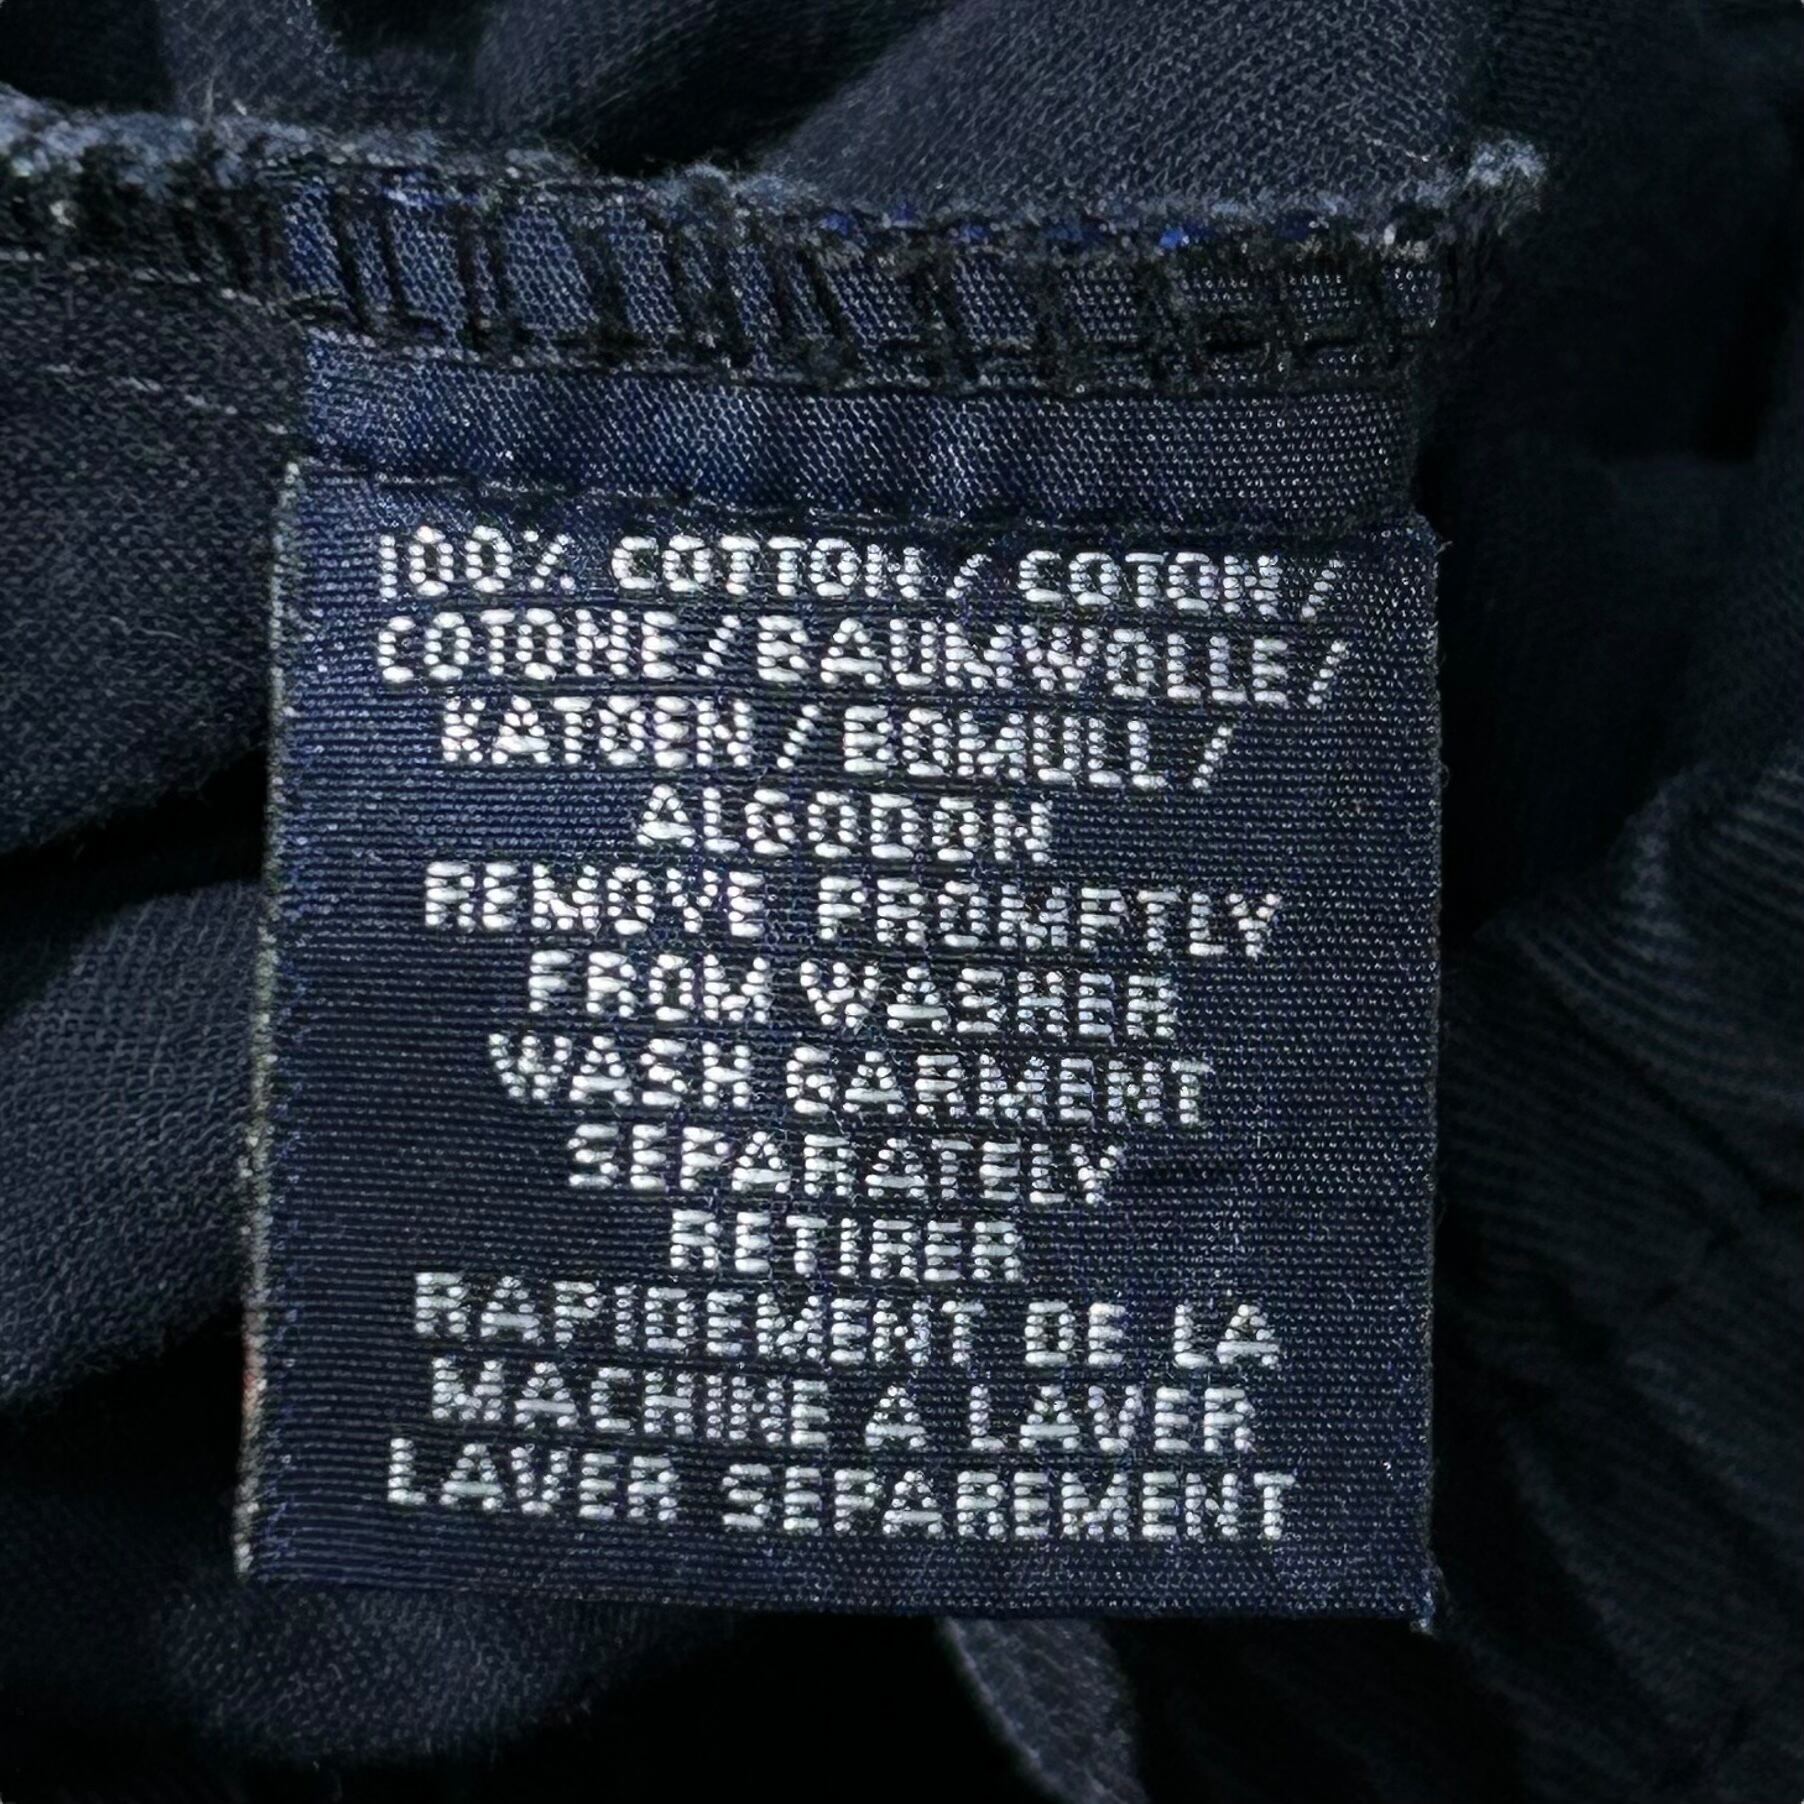 100% COTTON / COTON /
COTONE / BAUMWOLLE /
KATOEN / BOMULL /
ALGODON
REMOVE PROMPTLY
FROM WASHER
WASH GARMENT
SEPARATELY
RETIRER
RAPIDEMENT DE LA
MACHINE A LAVER
LAVER SEPAREMENT